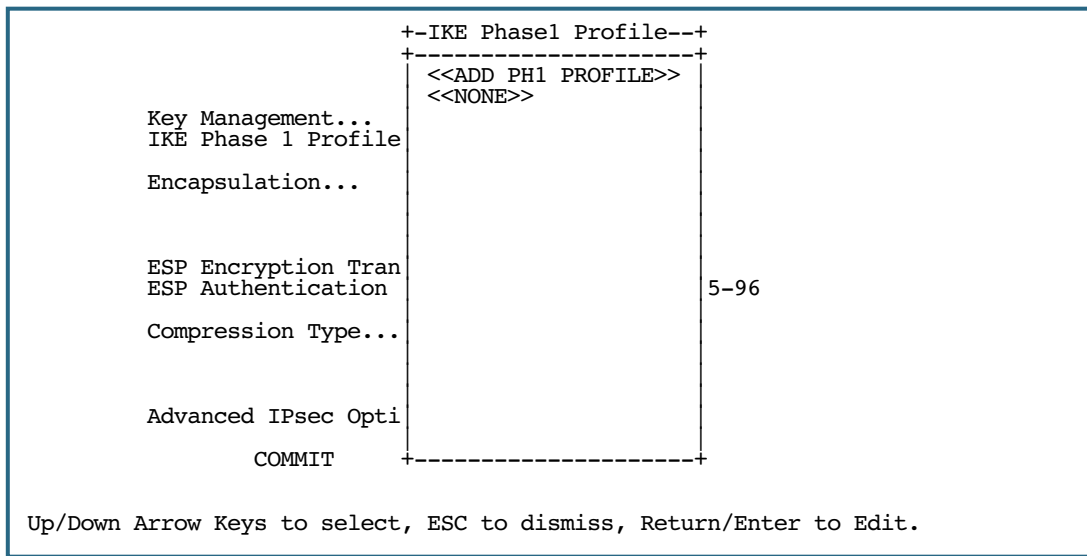 +-IKE Phase1 Profile--+
+---------------------+
<<ADD PH1 PROFILE>>
<<NONE>>
Key Management...
IKE Phase 1 Profile
Encapsulation...
ESP Encryption Tran
ESP Authentication 5-96
Compression Type...
Advanced IPsec Opti
COMMIT +---------------------+
Up/Down Arrow Keys to select, ESC to dismiss, Return/Enter to Edit.